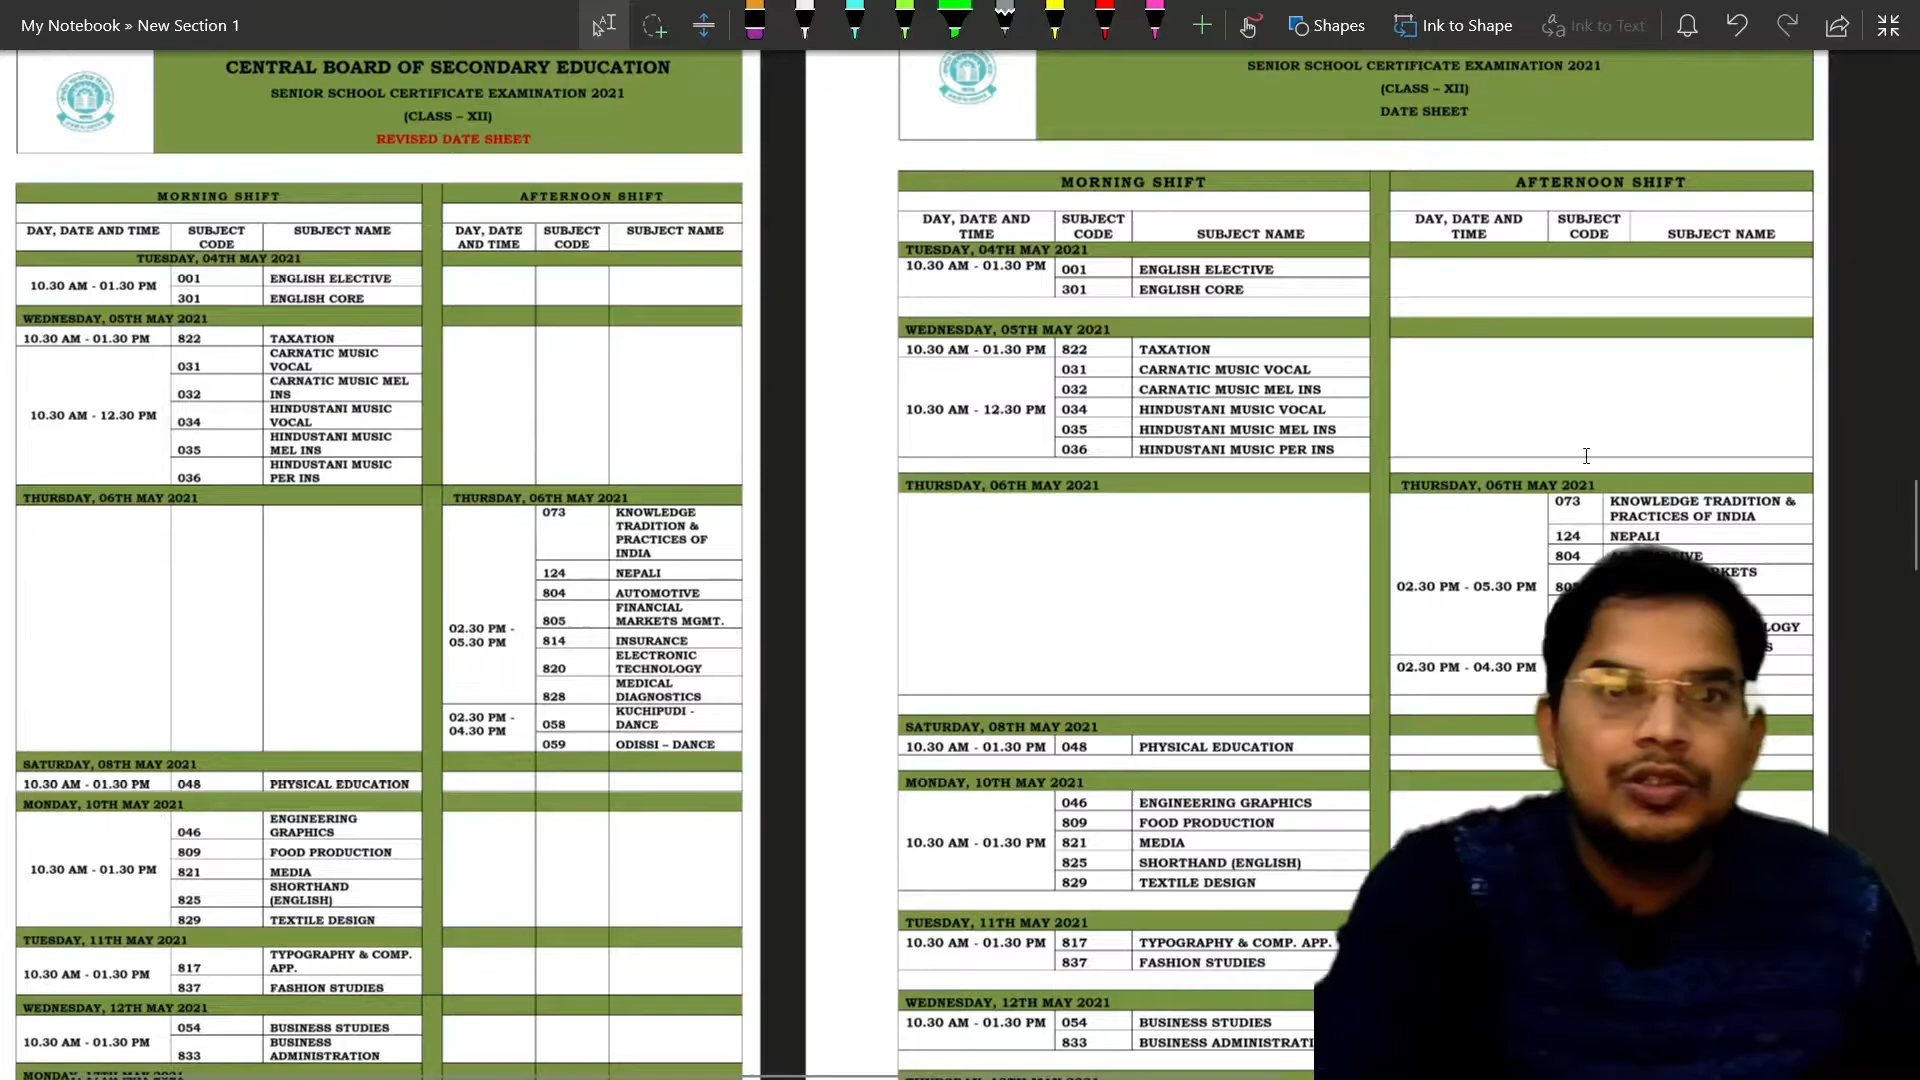 My Notebook » New Section 1
Shapes
Ink to Shape
Ink to Text
CENTRAL BOARD OF SECONDARY EDUCATION
SENIOR SCHOOL CERTIFICATE EXAMINATION 2021
(CLASS – XII)
REVISED DATE SHEET
MORNING SHIFT
AFTERNOON SHIFT
DAY, DATE AND TIME
SUBJECT CODE
SUBJECT NAME
DAY, DATE AND TIME
SUBJECT CODE
SUBJECT NAME
TUESDAY, 04TH MAY 2021
10.30 AM - 01.30 PM
001 ENGLISH ELECTIVE
301 ENGLISH CORE
WEDNESDAY, 05TH MAY 2021
10.30 AM - 01.30 PM 822 TAXATION
10.30 AM - 12.30 PM
031 CARNATIC MUSIC VOCAL
032 CARNATIC MUSIC MEL INS
034 HINDUSTANI MUSIC VOCAL
035 HINDUSTANI MUSIC MEL INS
036 HINDUSTANI MUSIC PER INS
THURSDAY, 06TH MAY 2021
THURSDAY, 06TH MAY 2021
02.30 PM - 05.30 PM
073 KNOWLEDGE TRADITION & PRACTICES OF INDIA
124 NEPALI
804 AUTOMOTIVE
805 FINANCIAL MARKETS MGMT.
814 INSURANCE
820 ELECTRONIC TECHNOLOGY
828 MEDICAL DIAGNOSTICS
02.30 PM - 04.30 PM
058 KUCHIPUDI - DANCE
059 ODISSI – DANCE
SATURDAY, 08TH MAY 2021
10.30 AM - 01.30 PM 048 PHYSICAL EDUCATION
MONDAY, 10TH MAY 2021
10.30 AM - 01.30 PM
046 ENGINEERING GRAPHICS
809 FOOD PRODUCTION
821 MEDIA
825 SHORTHAND (ENGLISH)
829 TEXTILE DESIGN
TUESDAY, 11TH MAY 2021
10.30 AM - 01.30 PM
817 TYPOGRAPHY & COMP. APP.
837 FASHION STUDIES
WEDNESDAY, 12TH MAY 2021
10.30 AM - 01.30 PM
054 BUSINESS STUDIES
833 BUSINESS ADMINISTRATION
MONDAY, 17TH MAY 2021
SENIOR SCHOOL CERTIFICATE EXAMINATION 2021
(CLASS – XII)
DATE SHEET
MORNING SHIFT
AFTERNOON SHIFT
DAY, DATE AND TIME
SUBJECT CODE
SUBJECT NAME
DAY, DATE AND TIME
SUBJECT CODE
SUBJECT NAME
TUESDAY, 04TH MAY 2021
10.30 AM - 01.30 PM
001 ENGLISH ELECTIVE
301 ENGLISH CORE
WEDNESDAY, 05TH MAY 2021
10.30 AM - 01.30 PM 822 TAXATION
10.30 AM - 12.30 PM
031 CARNATIC MUSIC VOCAL
032 CARNATIC MUSIC MEL INS
034 HINDUSTANI MUSIC VOCAL
035 HINDUSTANI MUSIC MEL INS
036 HINDUSTANI MUSIC PER INS
THURSDAY, 06TH MAY 2021
THURSDAY, 06TH MAY 2021
02.30 PM - 05.30 PM
073 KNOWLEDGE TRADITION & PRACTICES OF INDIA
124 NEPALI
804
02.30 PM - 04.30 PM
SATURDAY, 08TH MAY 2021
10.30 AM - 01.30 PM 048 PHYSICAL EDUCATION
MONDAY, 10TH MAY 2021
10.30 AM - 01.30 PM
046 ENGINEERING GRAPHICS
809 FOOD PRODUCTION
821 MEDIA
825 SHORTHAND (ENGLISH)
829 TEXTILE DESIGN
TUESDAY, 11TH MAY 2021
10.30 AM - 01.30 PM
817 TYPOGRAPHY & COMP. APP.
837 FASHION STUDIES
WEDNESDAY, 12TH MAY 2021
10.30 AM - 01.30 PM
054 BUSINESS STUDIES
833 BUSINESS ADMINISTRATI